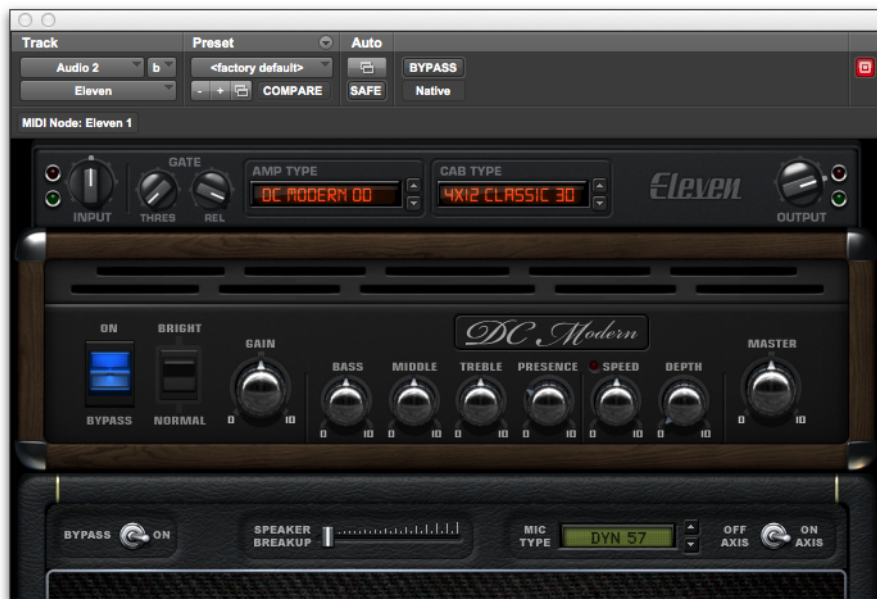 Track Preset Auto
Audio 2 b <factory default> BYPASS
Eleven - + COMPARE SAFE Native
MIDI Node: Eleven 1
GATE AMP TYPE CAB TYPE
DC MODERN OD 4X12 CLASSIC 30 Eleven
INPUT THRES REL OUTPUT
DC Modern
ON BRIGHT
GAIN MASTER
BASS MIDDLE TREBLE PRESENCE SPEED DEPTH
BYPASS NORMAL 0 10 0 10
0 10 0 10 0 10 0 10 0 10 0 10
BYPASS ON SPEAKER BREAKUP MIC TYPE DYN 57 OFF AXIS ON AXIS